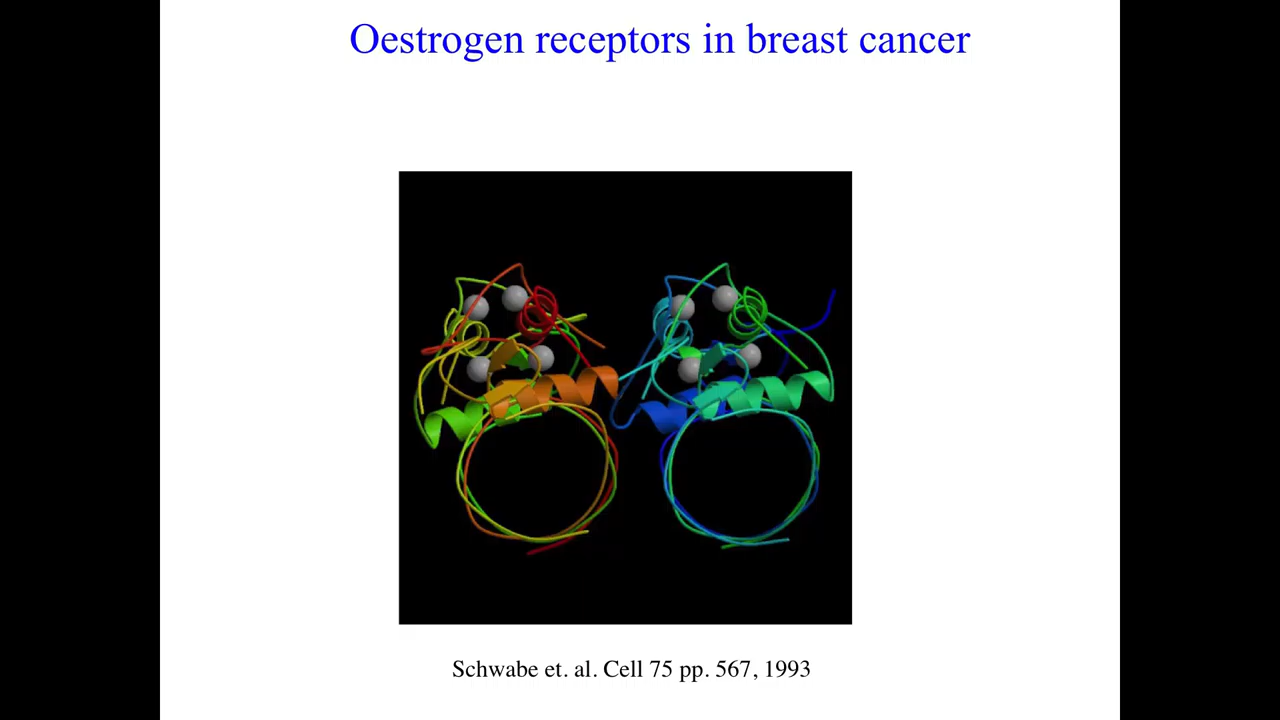 Oestrogen receptors in breast cancer
Schwabe et. al. Cell 75 pp. 567, 1993